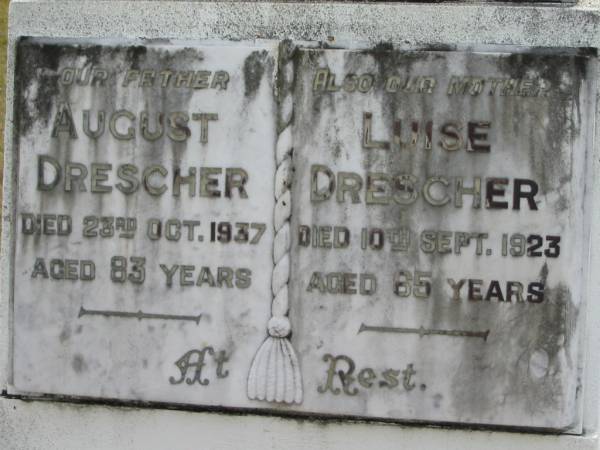 OUR FETHER
AUGUST
DRESCHER
DIED 23RD OCT. 1937
AGED 83 YEARS
ALSO OUR MOTHER
LUISE
DRESCHER
DIED 10TH SEPT. 1923
AGED 65 YEARS
At Rest.